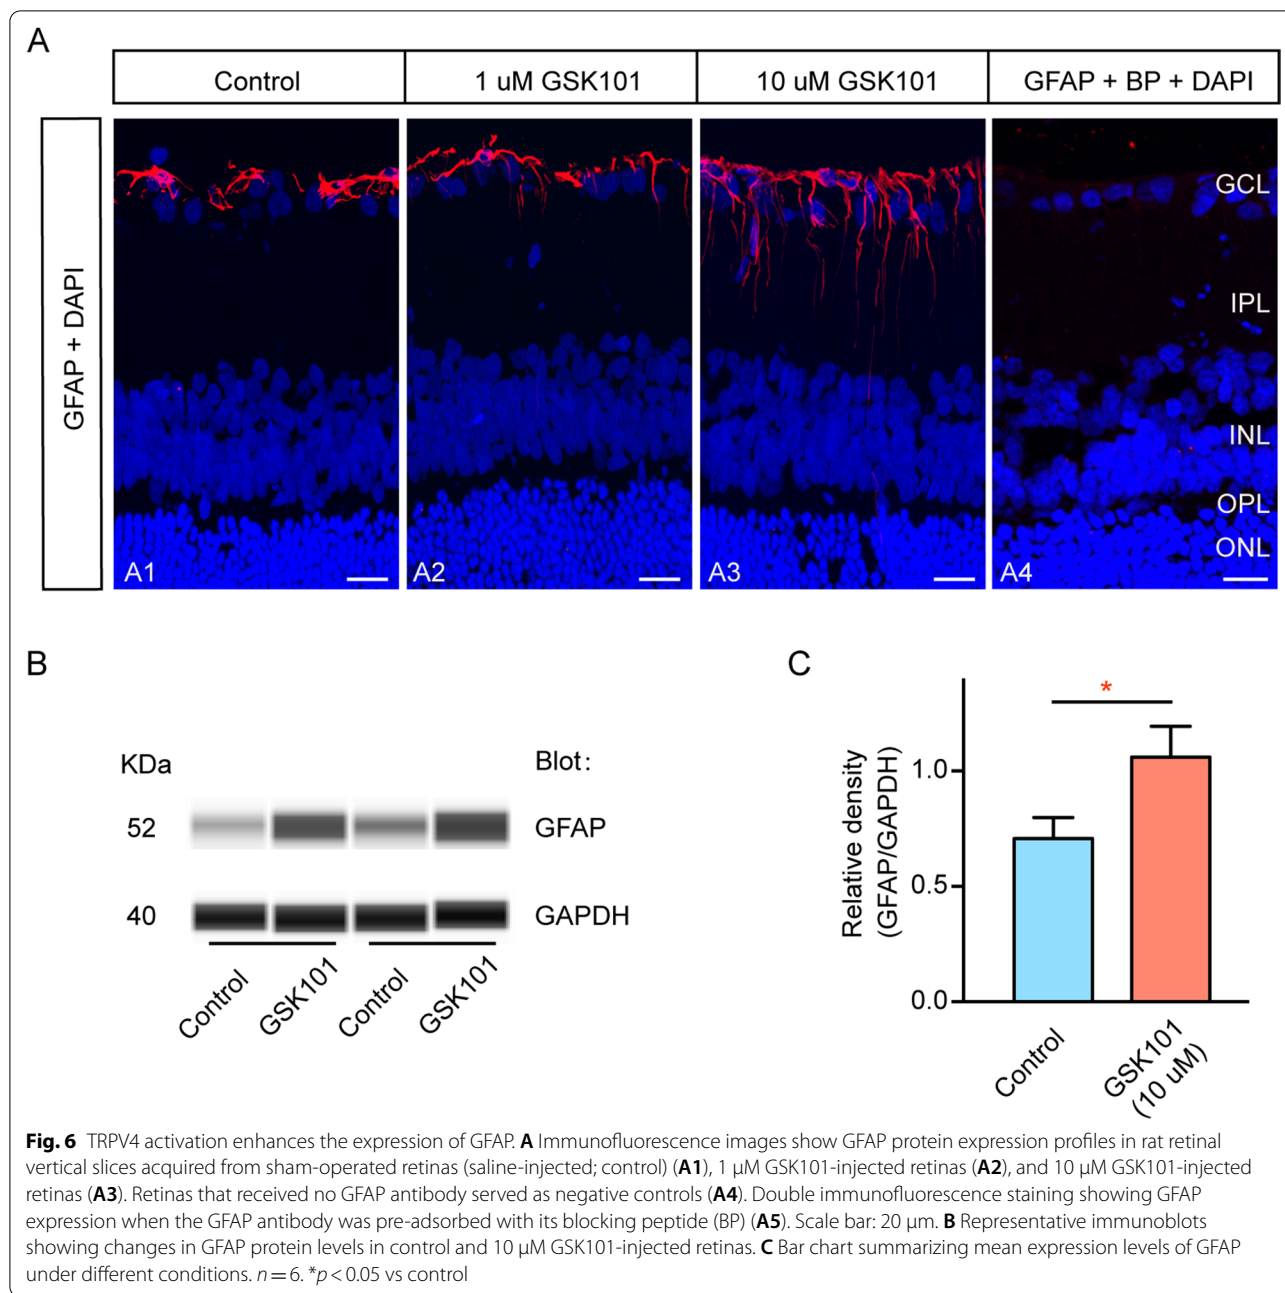 A
Control
1 uM GSK101
10 uM GSK101
GFAP + BP + DAPI
GFAP + DAPI
GCL
IPL
INL
OPL
ONL
A1
A2
A3
A4
B
KDa
Blot:
52
GFAP
40
GAPDH
Control
GSK101
Control
GSK101
C
*
Relative density
(GFAP/GAPDH)
1.0
0.5
0.0
Control
GSK101
(10 uM)
Fig. 6 TRPV4 activation enhances the expression of GFAP. A Immunofluorescence images show GFAP protein expression profiles in rat retinal
vertical slices acquired from sham-operated retinas (saline-injected; control) (A1), 1 μM GSK101-injected retinas (A2), and 10 μM GSK101-injected
retinas (A3). Retinas that received no GFAP antibody served as negative controls (A4). Double immunofluorescence staining showing GFAP
expression when the GFAP antibody was pre-adsorbed with its blocking peptide (BP) (A5). Scale bar: 20 μm. B Representative immunoblots
showing changes in GFAP protein levels in control and 10 μM GSK101-injected retinas. C Bar chart summarizing mean expression levels of GFAP
under different conditions. n = 6. *p < 0.05 vs control